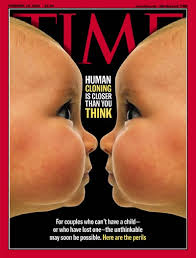 TIME
HUMAN
CLONING
IS CLOSER
THAN YOU
THINK
For couples who can't have a child—
or who have lost one—the unthinkable
may soon be possible. Here are the perils